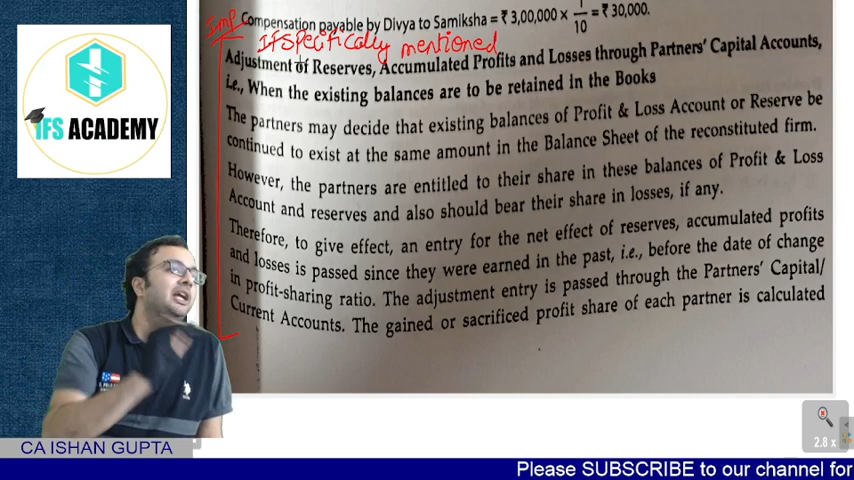 Imp Compensation payable by Divya to Samiksha = ₹ 3,00,000 × 1/10 = ₹ 30,000.
If Specifically mentioned
Adjustment of Reserves, Accumulated Profits and Losses through Partners' Capital Accounts,
i.e., When the existing balances are to be retained in the Books
The partners may decide that existing balances of Profit & Loss Account or Reserve be
continued to exist at the same amount in the Balance Sheet of the reconstituted firm.
However, the partners are entitled to their share in these balances of Profit & Loss
Account and reserves and also should bear their share in losses, if any.
Therefore, to give effect, an entry for the net effect of reserves, accumulated profits
and losses is passed since they were earned in the past, i.e., before the date of change
in profit-sharing ratio. The adjustment entry is passed through the Partners' Capital/
Current Accounts. The gained or sacrificed profit share of each partner is calculated
IFS ACADEMY
2.8 x
CA ISHAN GUPTA
Please SUBSCRIBE to our channel for